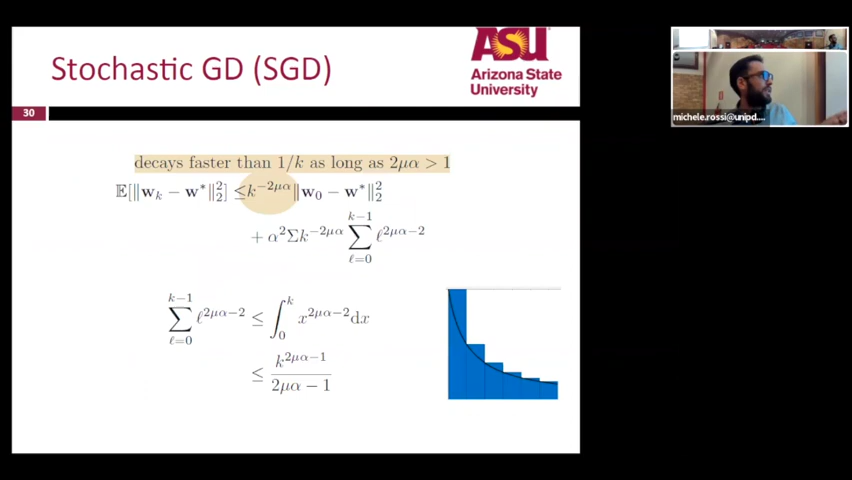 Stochastic GD (SGD)
ASU
Arizona State
University
30
decays faster than 1/k as long as 2μα > 1
𝔼[‖w_k − w*‖₂²] ≤ k^{−2μα} ‖w_0 − w*‖₂²
+ α²Σk^{−2μα} ∑_{ℓ=0}^{k−1} ℓ^{2μα−2}
∑_{ℓ=0}^{k−1} ℓ^{2μα−2} ≤ ∫_0^k x^{2μα−2}dx
≤ k^{2μα−1} / (2μα − 1)
michele.rossi@unipd....